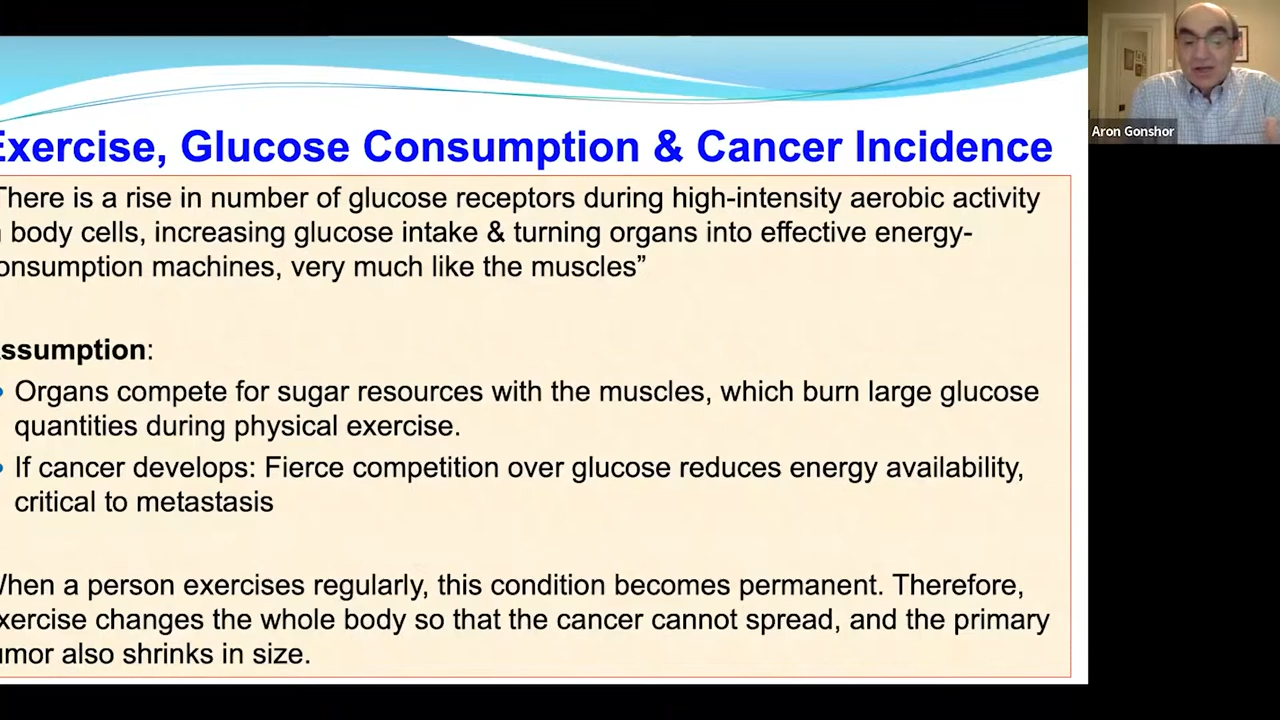 Exercise, Glucose Consumption & Cancer Incidence
Aron Gonshor
There is a rise in number of glucose receptors during high-intensity aerobic activity
body cells, increasing glucose intake & turning organs into effective energy-
onsumption machines, very much like the muscles”
ssumption:
• Organs compete for sugar resources with the muscles, which burn large glucose
quantities during physical exercise.
• If cancer develops: Fierce competition over glucose reduces energy availability,
critical to metastasis
When a person exercises regularly, this condition becomes permanent. Therefore,
xercise changes the whole body so that the cancer cannot spread, and the primary
umor also shrinks in size.